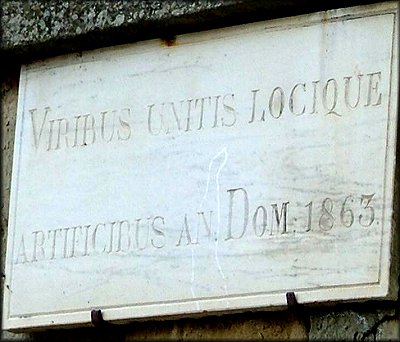 VIRIBUS UNITIS LOCIQUE
ARTIFICIBUS AN. DOM. 1863.